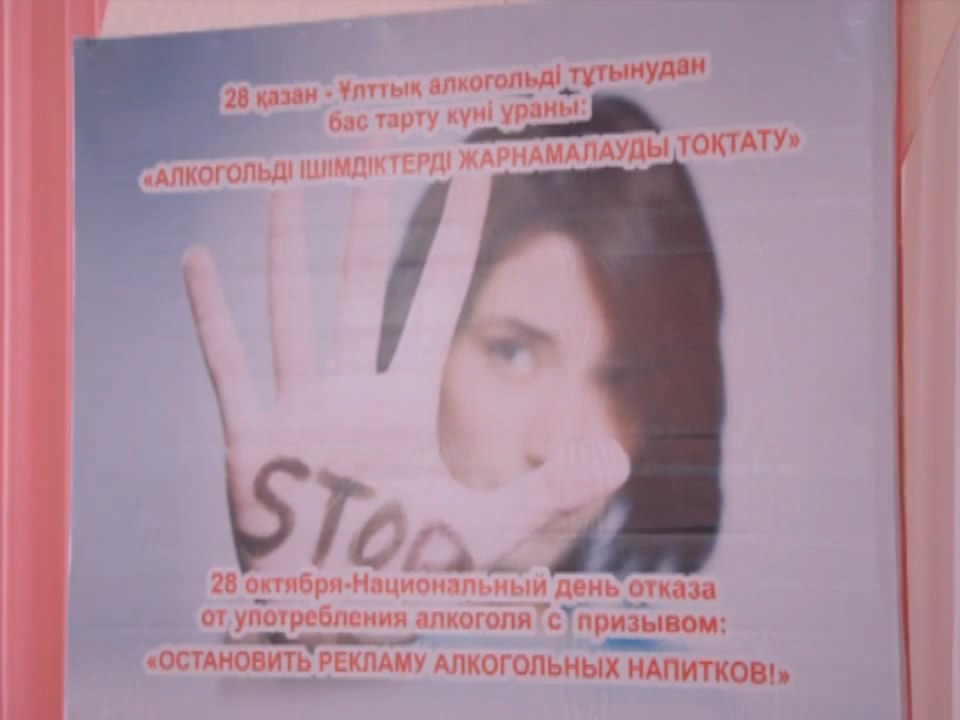 28 қазан - Ұлттық алкогольді тұтынудан
бас тарту күні ұраны:
«АЛКОГОЛЬДІ ІШІМДІКТЕРДІ ЖАРНАМАЛАУДЫ ТОҚТАТУ»
STOP
28 октября-Национальный день отказа
от употребления алкоголя с призывом:
«ОСТАНОВИТЬ РЕКЛАМУ АЛКОГОЛЬНЫХ НАПИТКОВ!»